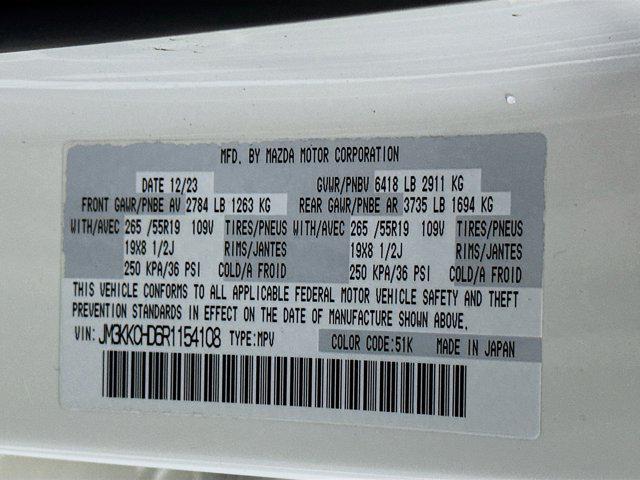 MFD. BY MAZDA MOTOR CORPORATION
DATE 12/23 GVWR/PNBV 6418 LB 2911 KG
FRONT GAWR/PNBE AV 2784 LB 1263 KG REAR GAWR/PNBE AR 3735 LB 1694 KG
WITH/AVEC 265 /55R19 109V TIRES/PNEUS WITH/AVEC 265 /55R19 109V TIRES/PNEUS
19X8 1/2J RIMS/JANTES 19X8 1/2J RIMS/JANTES
250 KPA/36 PSI COLD/A FROID 250 KPA/36 PSI COLD/A FROID
THIS VEHICLE CONFORMS TO ALL APPLICABLE FEDERAL MOTOR VEHICLE SAFETY AND THEFT
PREVENTION STANDARDS IN EFFECT ON THE DATE OF MANUFACTURE SHOWN ABOVE.
VIN: JM3KKCHD6R1154108 TYPE: MPV COLOR CODE: 51K MADE IN JAPAN